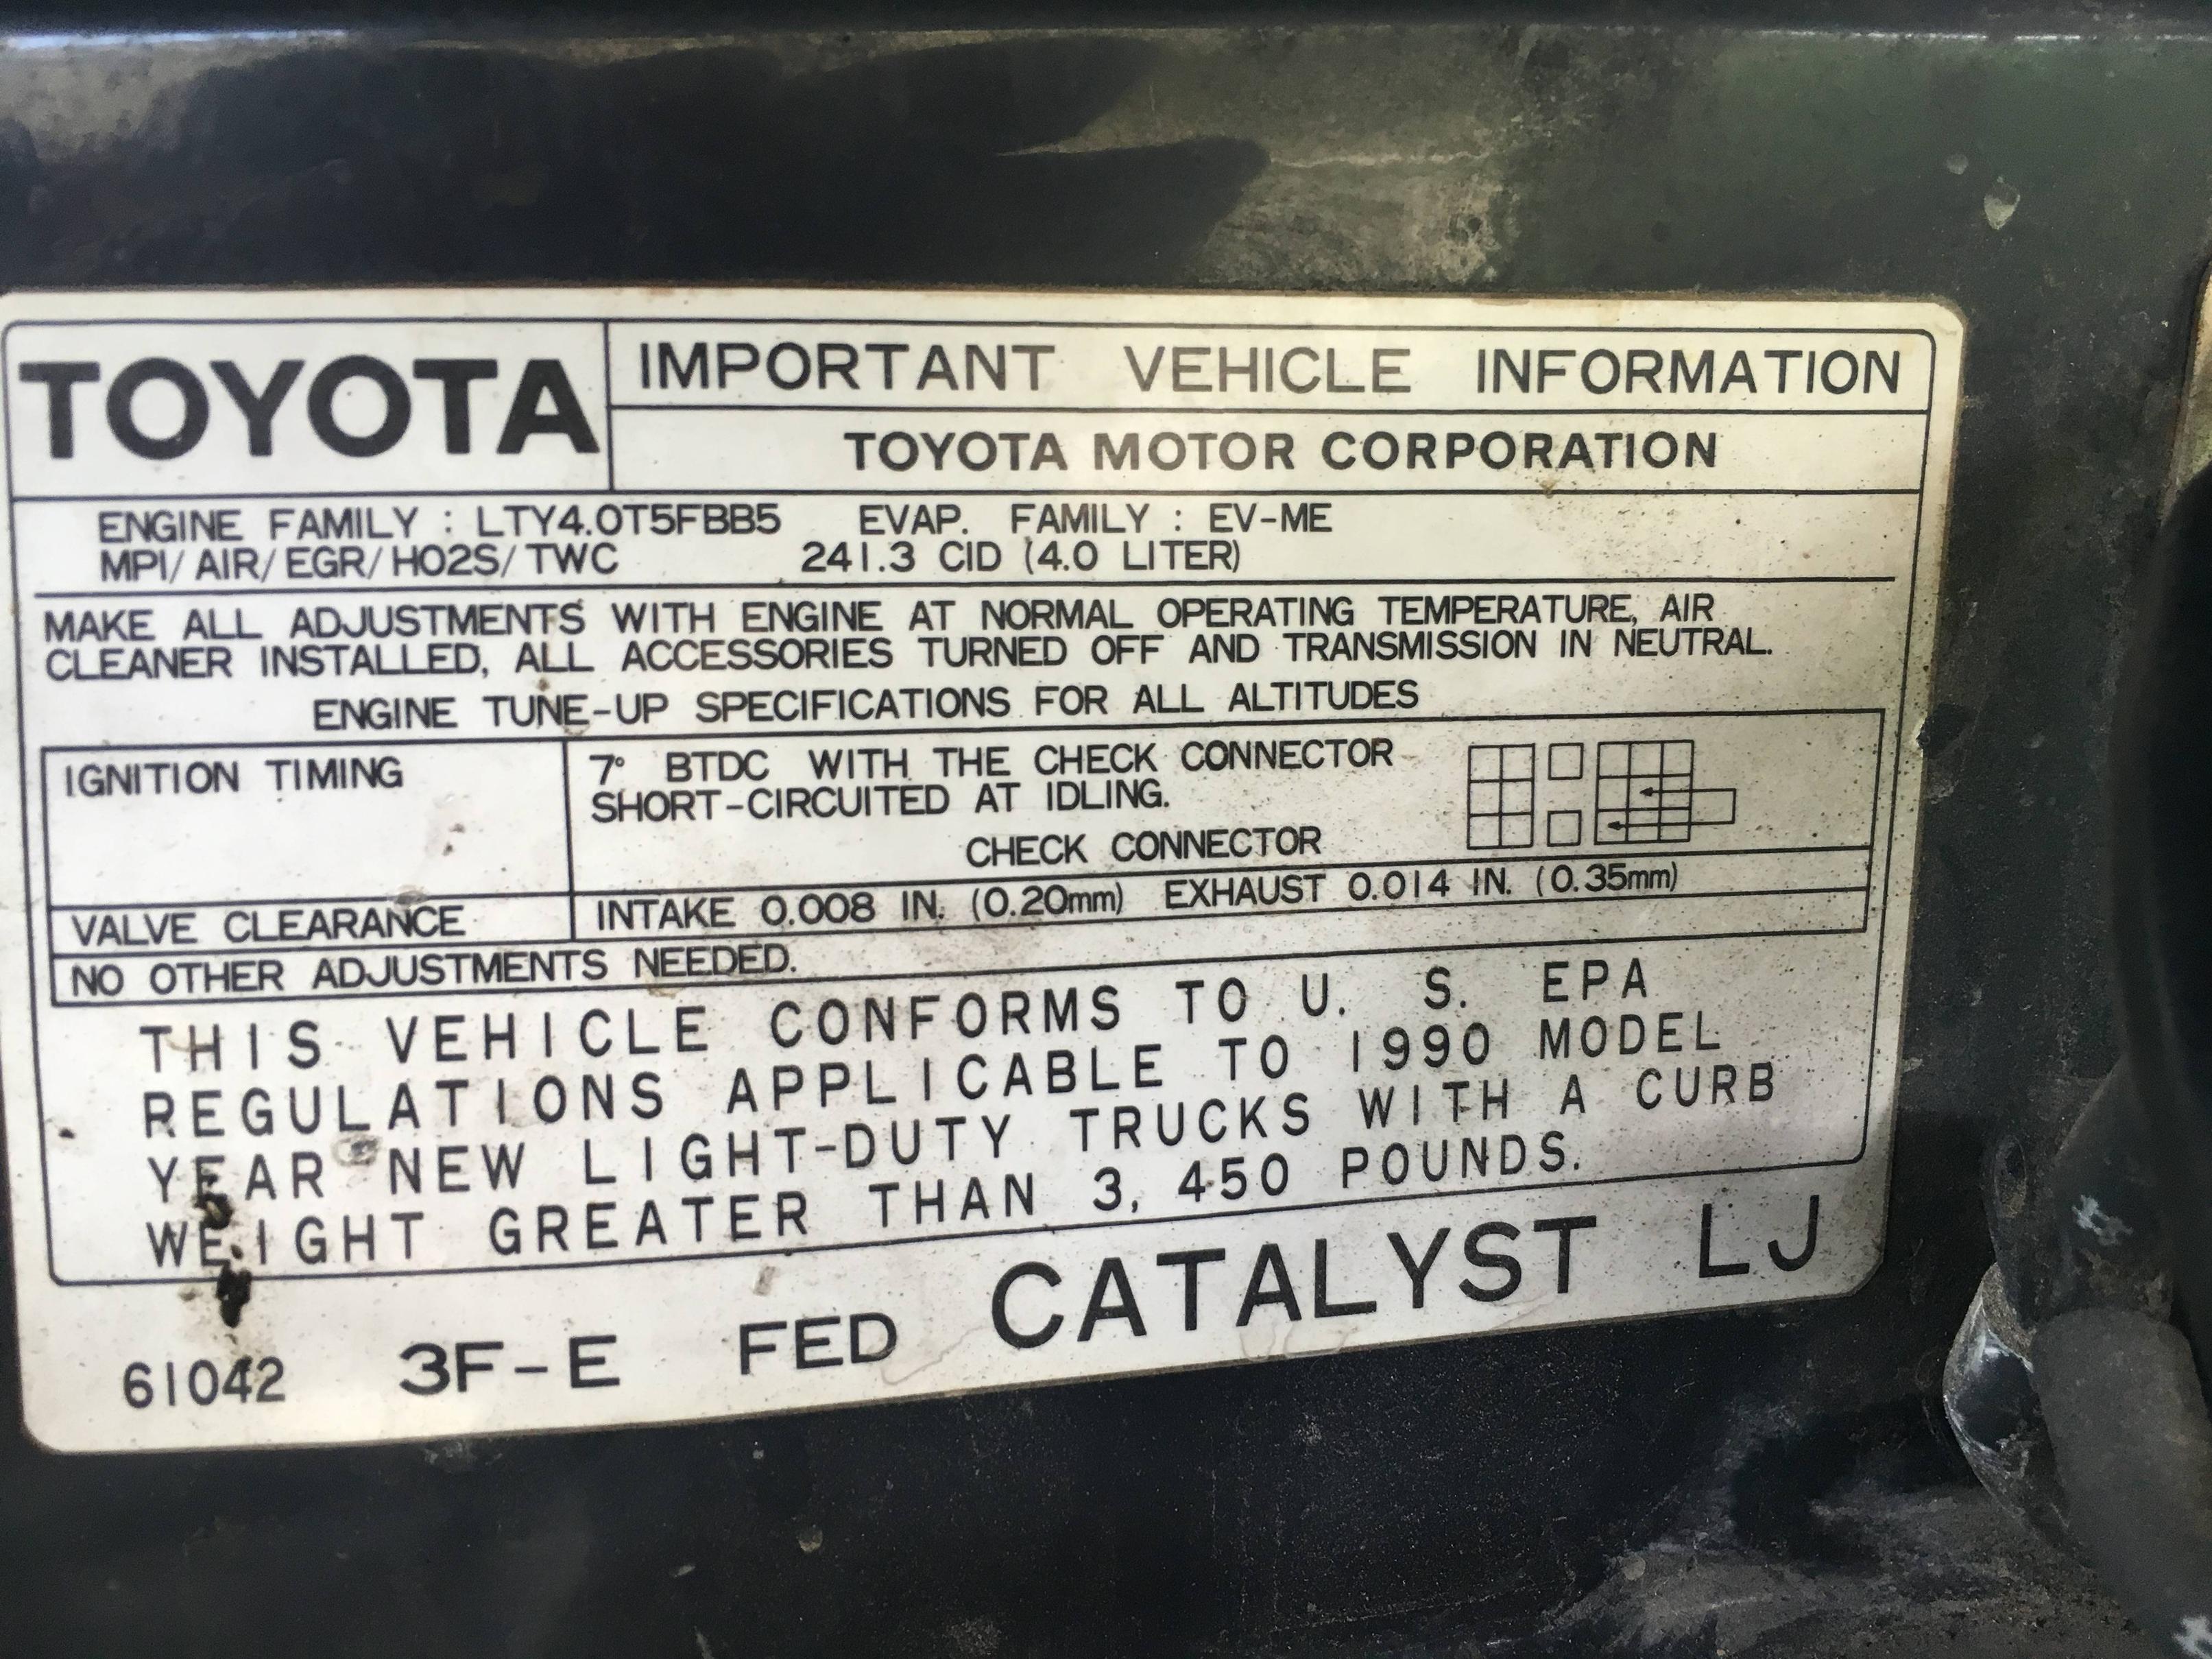 TOYOTA
IMPORTANT VEHICLE INFORMATION
TOYOTA MOTOR CORPORATION
ENGINE FAMILY : LTY4.0T5FBB5 EVAP. FAMILY : EV-ME
MPI/AIR/EGR/HO2S/TWC 241.3 CID (4.0 LITER)
MAKE ALL ADJUSTMENTS WITH ENGINE AT NORMAL OPERATING TEMPERATURE, AIR
CLEANER INSTALLED, ALL ACCESSORIES TURNED OFF AND TRANSMISSION IN NEUTRAL.
ENGINE TUNE-UP SPECIFICATIONS FOR ALL ALTITUDES
IGNITION TIMING
7° BTDC WITH THE CHECK CONNECTOR
SHORT-CIRCUITED AT IDLING.
CHECK CONNECTOR
VALVE CLEARANCE INTAKE 0.008 IN. (0.20mm) EXHAUST 0.014 IN. (0.35mm)
NO OTHER ADJUSTMENTS NEEDED.
THIS VEHICLE CONFORMS TO U. S. EPA
REGULATIONS APPLICABLE TO 1990 MODEL
YEAR NEW LIGHT-DUTY TRUCKS WITH A CURB
WEIGHT GREATER THAN 3, 450 POUNDS.
61042 3F-E FED CATALYST LJ